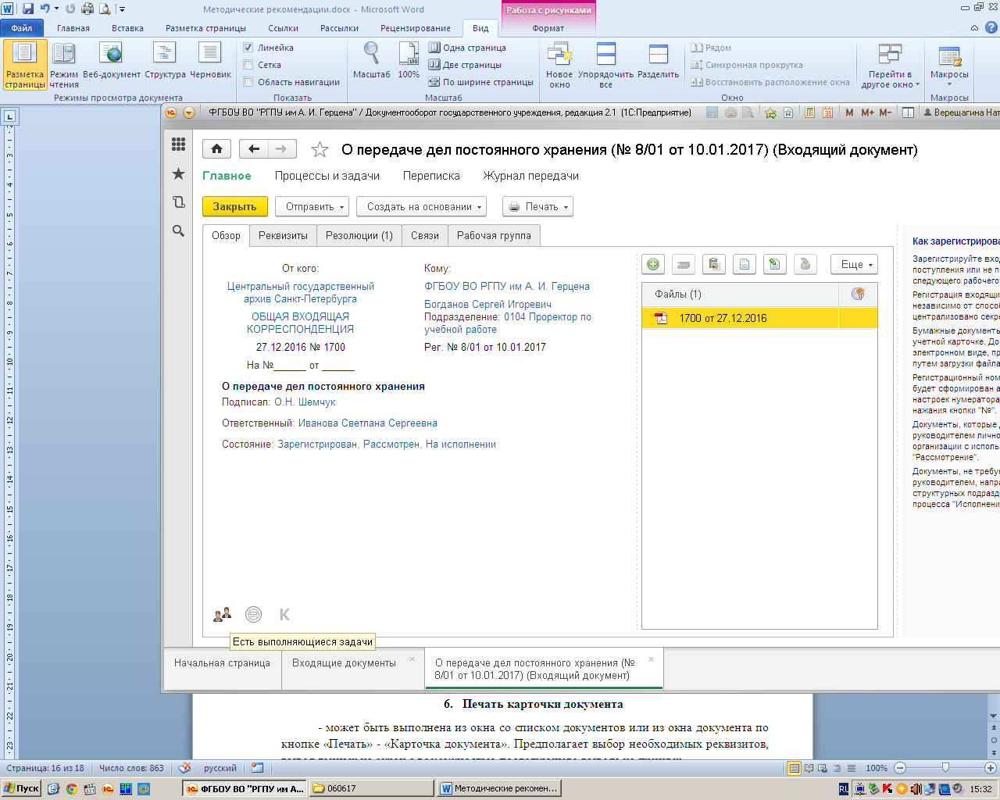 Методические рекомендации.docx - Microsoft Word
Работа с рисунками
Файл Главная Вставка Разметка страницы Ссылки Рассылки Рецензирование Вид Формат
Разметка страницы
Режим чтения
Веб-документ
Структура
Черновик
Режимы просмотра документа
Линейка
Сетка
Область навигации
Показать
Масштаб
100%
Одна страница
Две страницы
По ширине страницы
Масштаб
Новое окно
Упорядочить все
Разделить
Рядом
Синхронная прокрутка
Восстановить расположение окна
Окно
Перейти в другое окно
Макросы
Макросы
ФГБОУ ВО "РГПУ им А. И. Герцена" / Документооборот государственного учреждения, редакция 2.1 (1С:Предприятие)
M M+ M-
Верещагина Нат
О передаче дел постоянного хранения (№ 8/01 от 10.01.2017) (Входящий документ)
Главное Процессы и задачи Переписка Журнал передачи
Закрыть Отправить Создать на основании Печать
Обзор Реквизиты Резолюции (1) Связи Рабочая группа
От кого:
Центральный государственный
архив Санкт-Петербурга
ОБЩАЯ ВХОДЯЩАЯ
КОРРЕСПОНДЕНЦИЯ
27.12.2016 № 1700
На №______ от ______
Кому:
ФГБОУ ВО РГПУ им А. И. Герцена
Богданов Сергей Игоревич
Подразделение: 0104 Проректор по
учебной работе
Рег. № 8/01 от 10.01.2017
О передаче дел постоянного хранения
Подписал: О.Н. Шемчук
Ответственный: Иванова Светлана Сергеевна
Состояние: Зарегистрирован, Рассмотрен, На исполнении
Еще
Файлы (1)
1700 от 27.12.2016
Как зарегистрирова
Зарегистрируйте вхо
поступления или не п
следующего рабочего
Регистрация входящи
независимо от способ
централизовано секре
Бумажные документы
учетной карточке. До
электронном виде, пр
путем загрузки файла
Регистрационный ном
будет сформирован а
настроек нумератора
нажания кнопки "№".
Документы, которые д
руководителем лично
организации с исполь
"Рассмотрение".
Документы, не требу
руководителем, напра
структурных подразд
процесса "Исполнени
К
Есть выполняющиеся задачи
Начальная страница
Входящие документы
О передаче дел постоянного хранения (№
8/01 от 10.01.2017) (Входящий документ)
6. Печать карточки документа
- может быть выполнена из окна со списком документов или из окна документа по
кнопке «Печать» - «Карточка документа». Предполагает выбор необходимых реквизитов,
Страница: 16 из 18 Число слов: 863 русский 100%
Пуск
ФГБОУ ВО "РГПУ им А...
060617
Методические рекомен...
RL
15:32